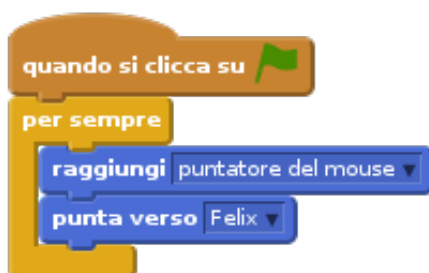 quando si clicca su
per sempre
raggiungi puntatore del mouse
punta verso Felix